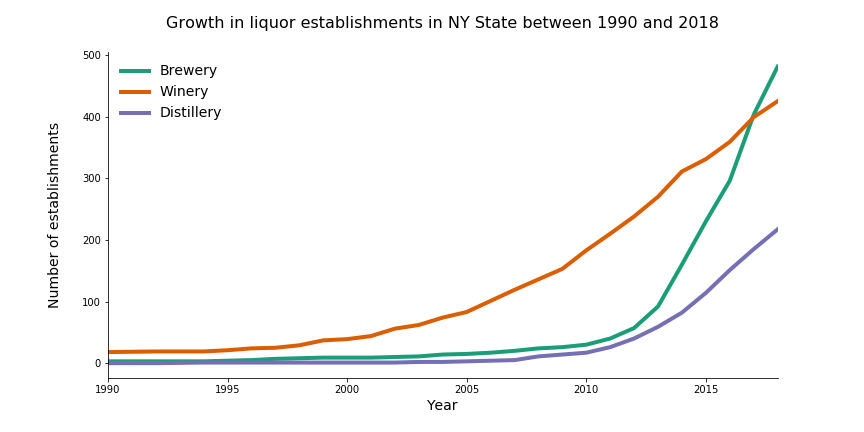 Growth in liquor establishments in NY State between 1990 and 2018
500
Brewery
Winery
Distillery
400
300
200
100
0
Number of establishments
1990 1995 2000 2005 2010 2015
Year